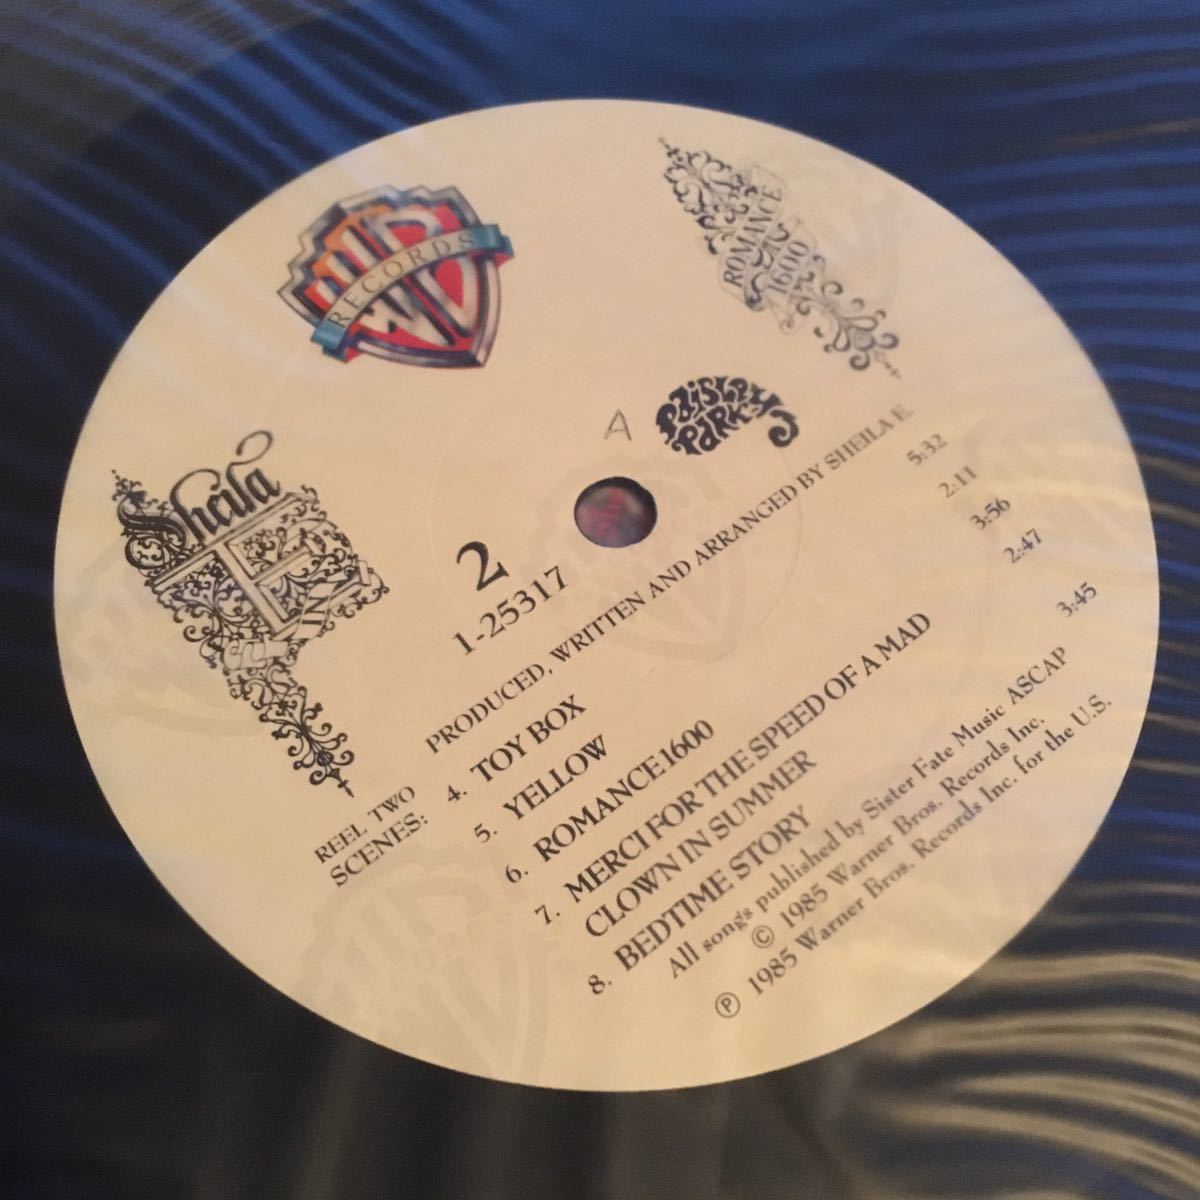 WB
RECORDS
ROMANCE
1600
A
PAISLEY
PARK
Sheila
E
IN
2
1-25317
PRODUCED, WRITTEN AND ARRANGED BY SHEILA E.
REEL TWO
SCENES:
4. TOY BOX 5:32
5. YELLOW 2:11
6. ROMANCE 1600 3:56
7. MERCI FOR THE SPEED OF A MAD
CLOWN IN SUMMER 2:47
8. BEDTIME STORY 3:45
All songs published by Sister Fate Music ASCAP
© 1985 Warner Bros. Records Inc.
℗ 1985 Warner Bros. Records Inc. for the U.S.